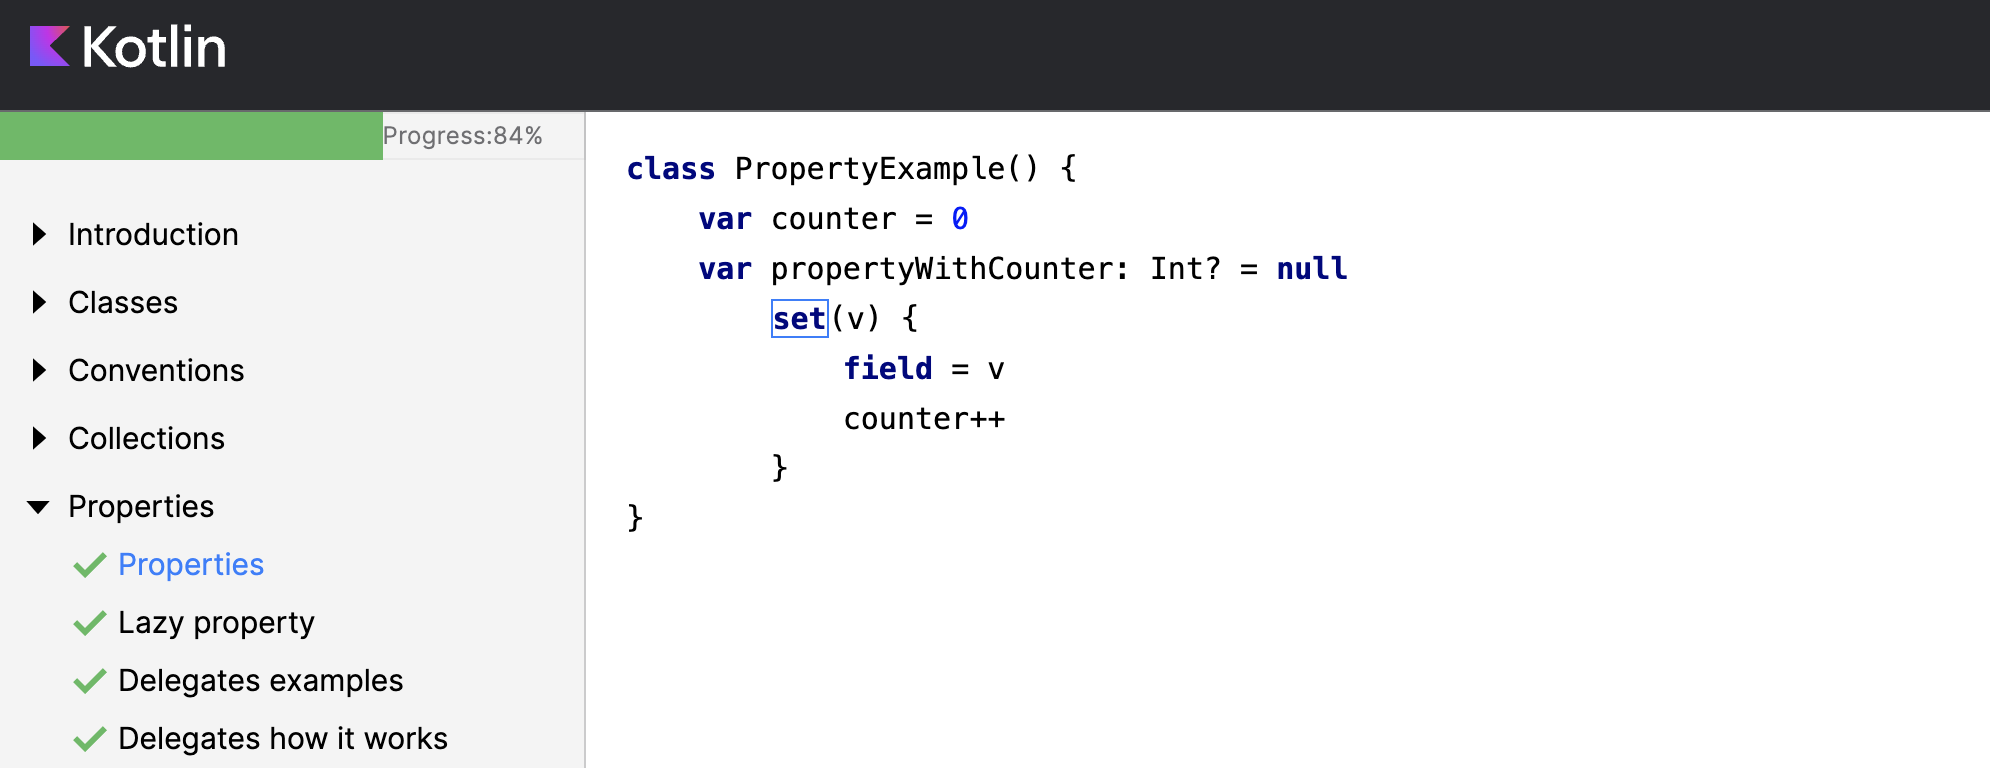 Kotlin
Progress:84%
Introduction
Classes
Conventions
Collections
Properties
Properties
Lazy property
Delegates examples
Delegates how it works
class PropertyExample() {
    var counter = 0
    var propertyWithCounter: Int? = null
        set(v) {
            field = v
            counter++
        }
}